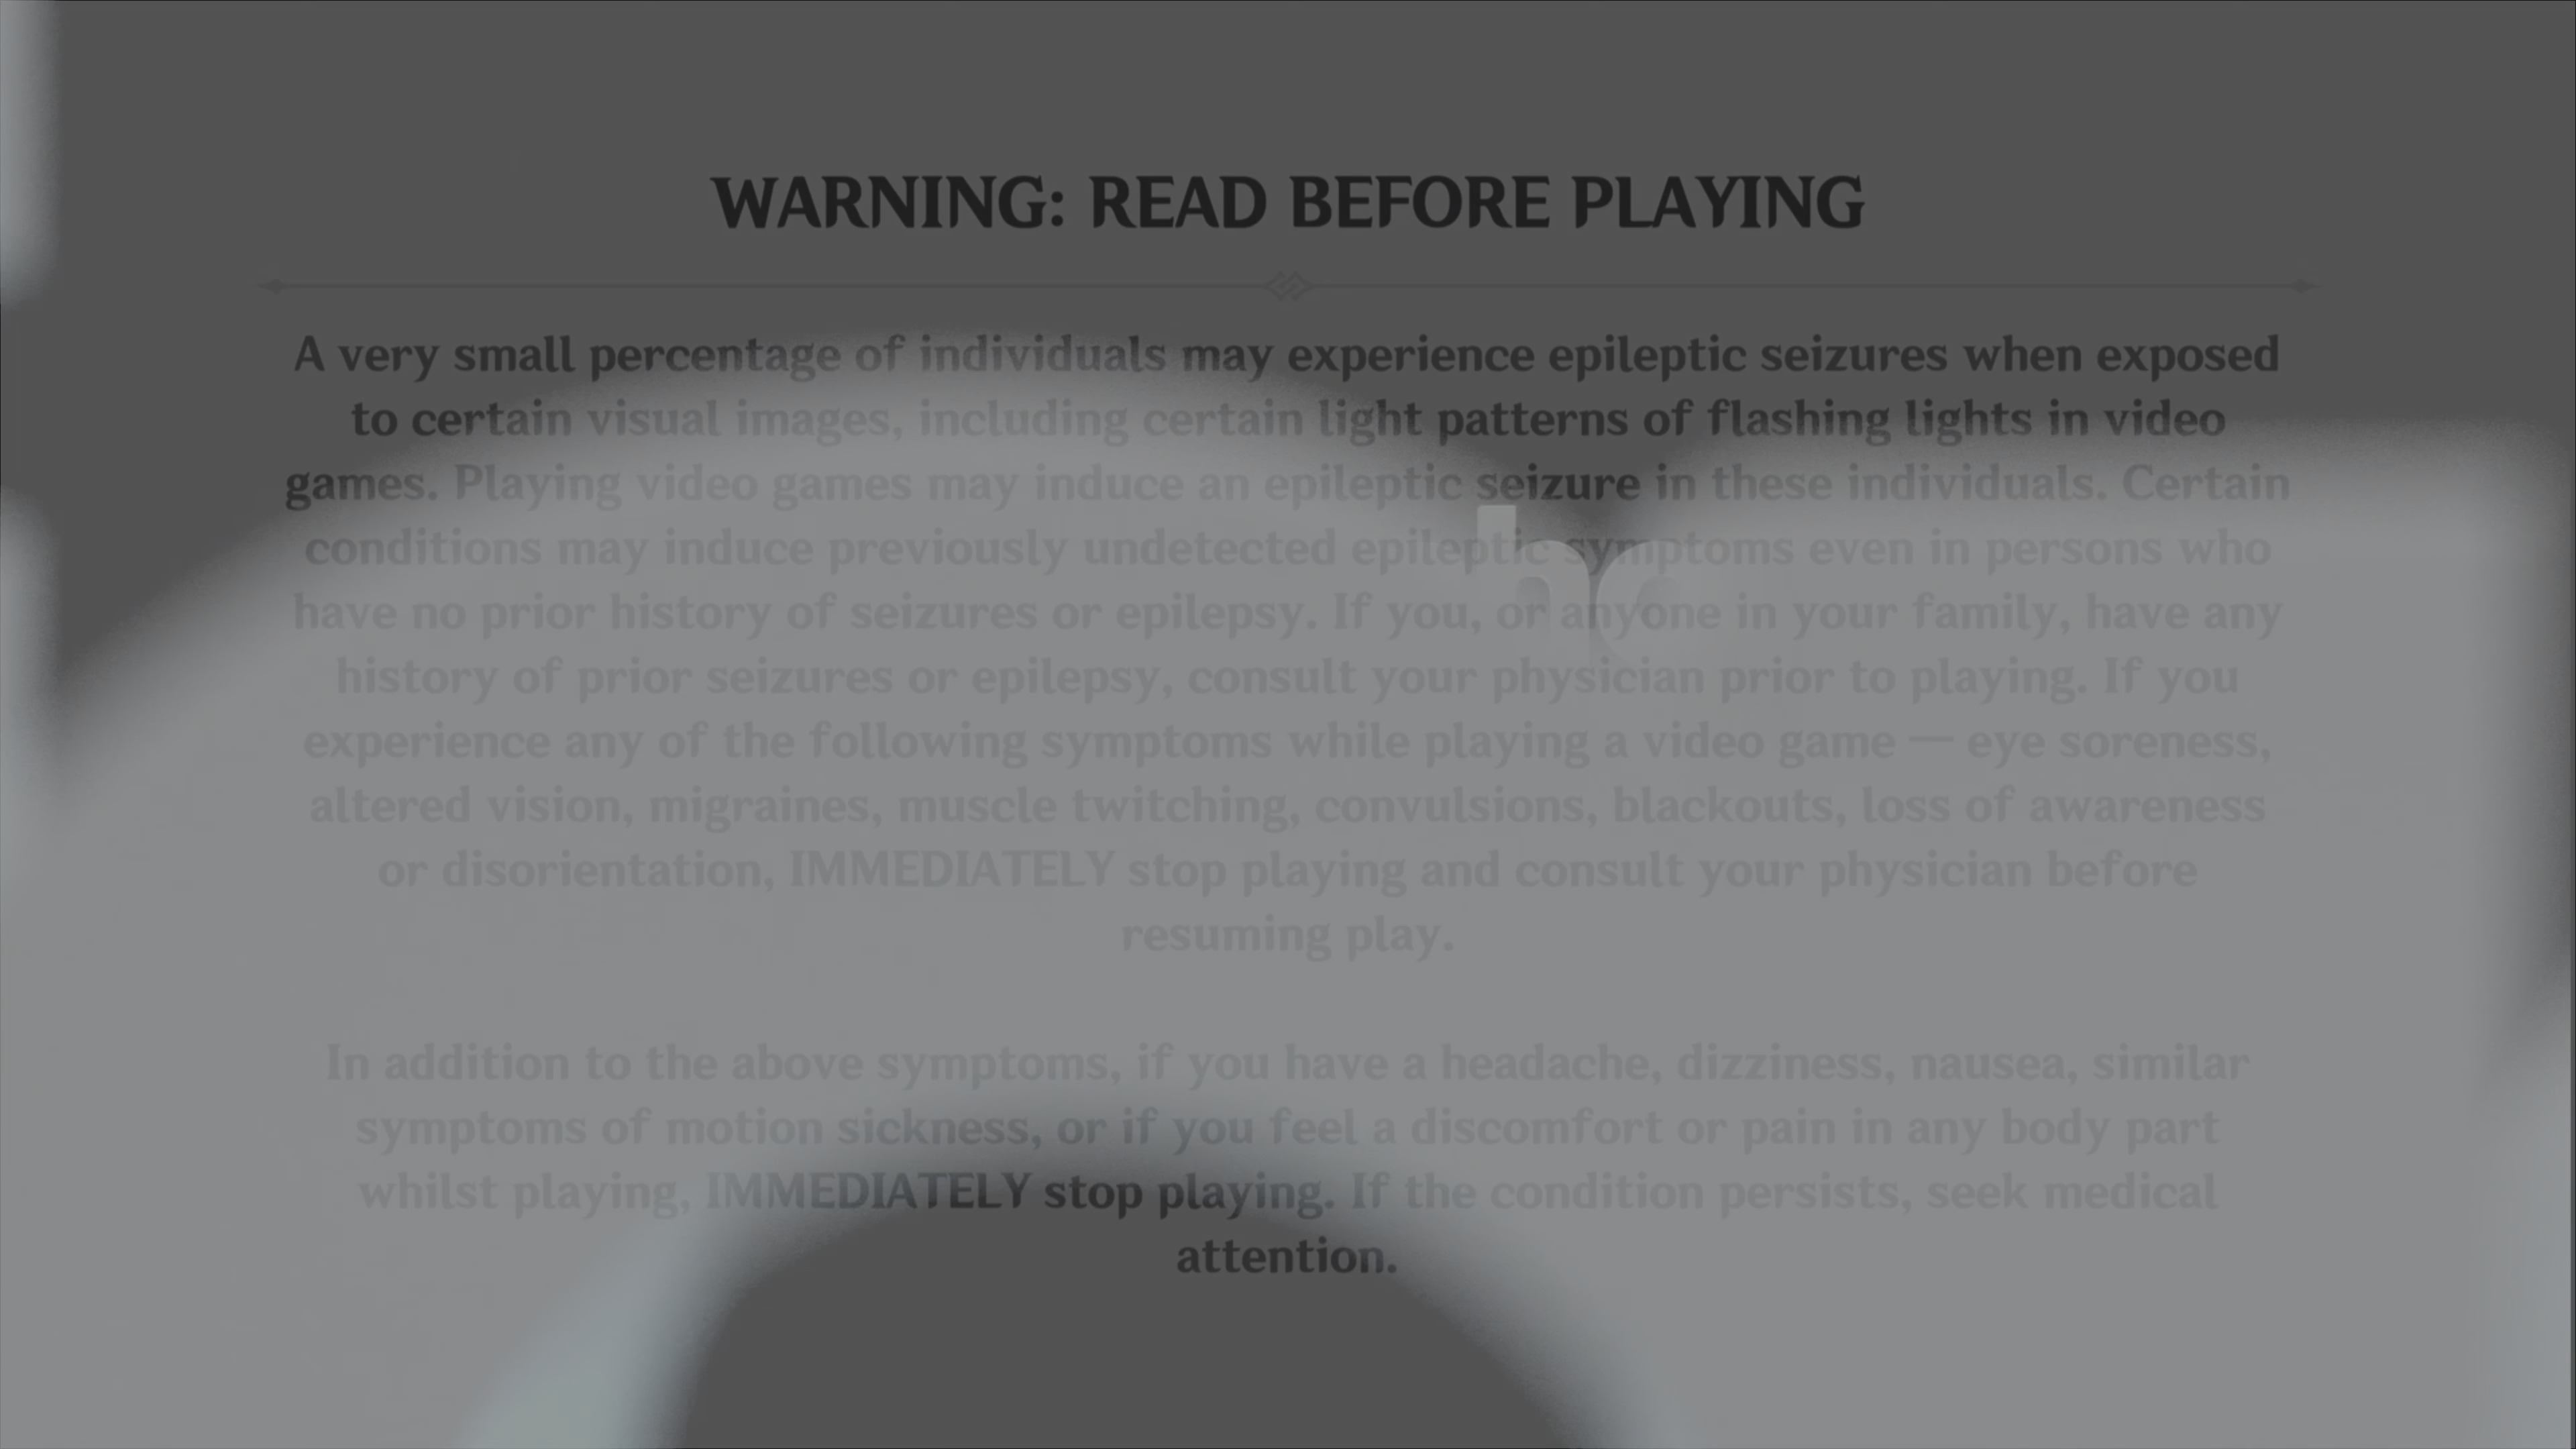 WARNING: READ BEFORE PLAYING
A very small percentage of individuals may experience epileptic seizures when exposed
to certain visual images, including certain light patterns of flashing lights in video
games. Playing video games may induce an epileptic seizure in these individuals. Certain
conditions may induce previously undetected epileptic symptoms even in persons who
have no prior history of seizures or epilepsy. If you, or anyone in your family, have any
history of prior seizures or epilepsy, consult your physician prior to playing. If you
experience any of the following symptoms while playing a video game — eye soreness,
altered vision, migraines, muscle twitching, convulsions, blackouts, loss of awareness
or disorientation, IMMEDIATELY stop playing and consult your physician before
resuming play.
In addition to the above symptoms, if you have a headache, dizziness, nausea, similar
symptoms of motion sickness, or if you feel a discomfort or pain in any body part
whilst playing, IMMEDIATELY stop playing. If the condition persists, seek medical
attention.